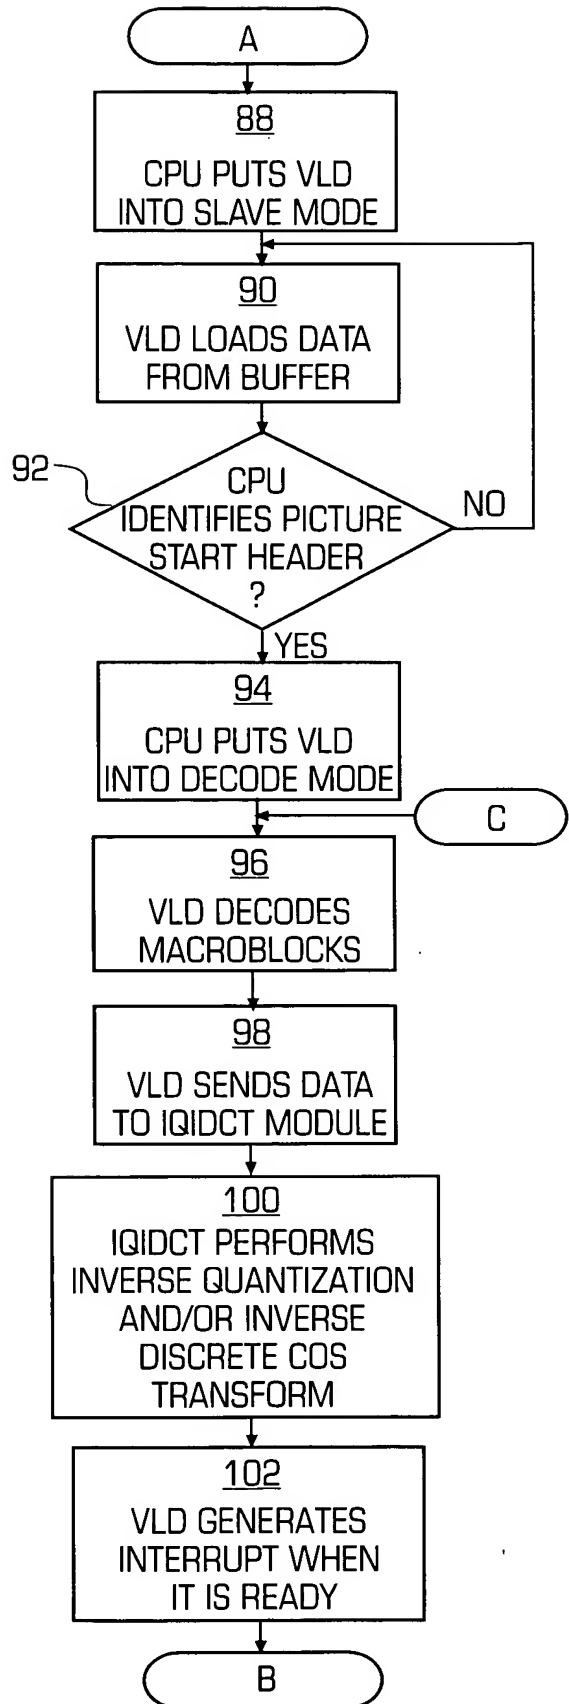 A
88
CPU PUTS VLD
INTO SLAVE MODE
90
VLD LOADS DATA
FROM BUFFER
92
CPU
IDENTIFIES PICTURE
START HEADER
?
NO
YES
94
CPU PUTS VLD
INTO DECODE MODE
C
96
VLD DECODES
MACROBLOCKS
98
VLD SENDS DATA
TO IQIDCT MODULE
100
IQIDCT PERFORMS
INVERSE QUANTIZATION
AND/OR INVERSE
DISCRETE COS
TRANSFORM
102
VLD GENERATES
INTERRUPT WHEN
IT IS READY
B